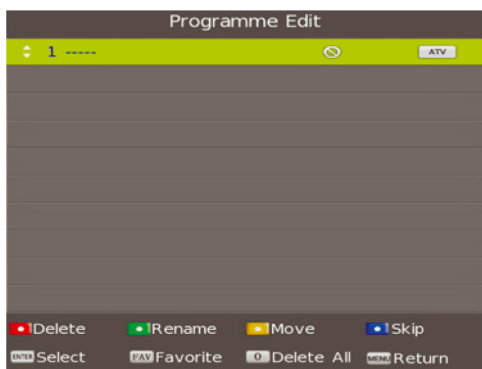 Programme Edit
1 ----- ATV
Delete Rename Move Skip
ENTER Select FAV Favorite 0 Delete All MENU Return